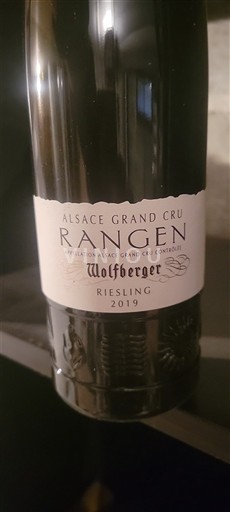 ALSACE GRAND CRU
RANGEN
APPELLATION ALSACE GRAND CRU CONTRÔLÉE
Wolfberger
RIESLING
2019